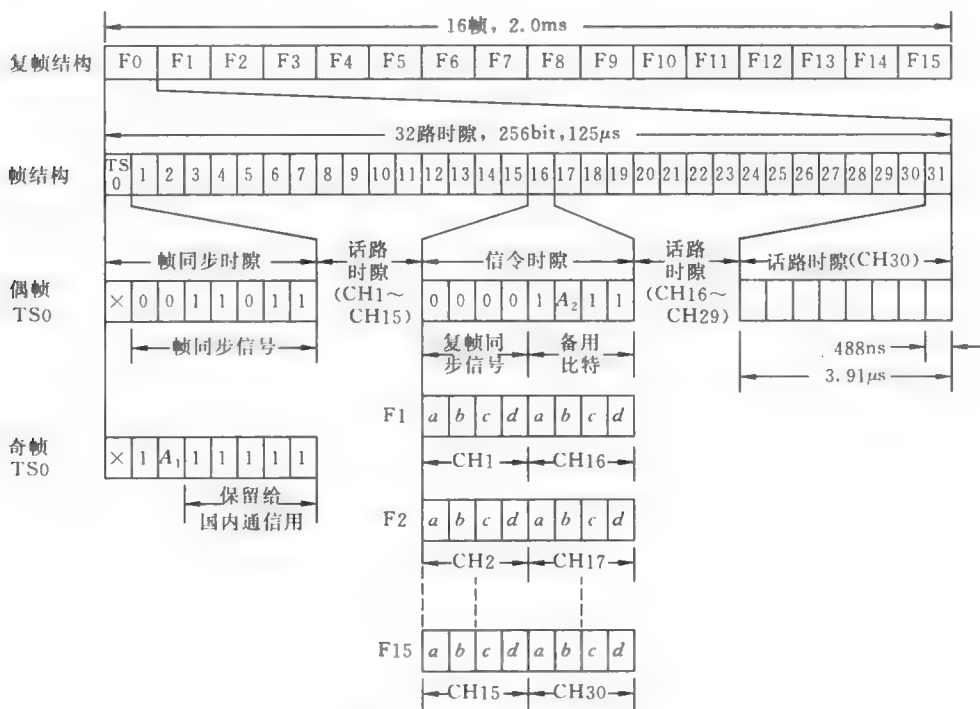 16帧, 2.0ms
复帧结构 F0 F1 F2 F3 F4 F5 F6 F7 F8 F9 F10 F11 F12 F13 F14 F15
32路时隙, 256bit, 125μs
帧结构 TS0 1 2 3 4 5 6 7 8 9 10 11 12 13 14 15 16 17 18 19 20 21 22 23 24 25 26 27 28 29 30 31
帧同步时隙
话路时隙(CH1~CH15)
信令时隙
话路时隙(CH16~CH29)
话路时隙(CH30)
偶帧TS0 × 0 0 1 1 0 1 1
0 0 0 0 1 A₂ 1 1
帧同步信号
复帧同步信号
备用比特
488ns
3.91μs
F1 a b c d a b c d
CH1 CH16
奇帧TS0 × 1 A₁ 1 1 1 1 1
保留给国内通信用
F2 a b c d a b c d
CH2 CH17
F15 a b c d a b c d
CH15 CH30